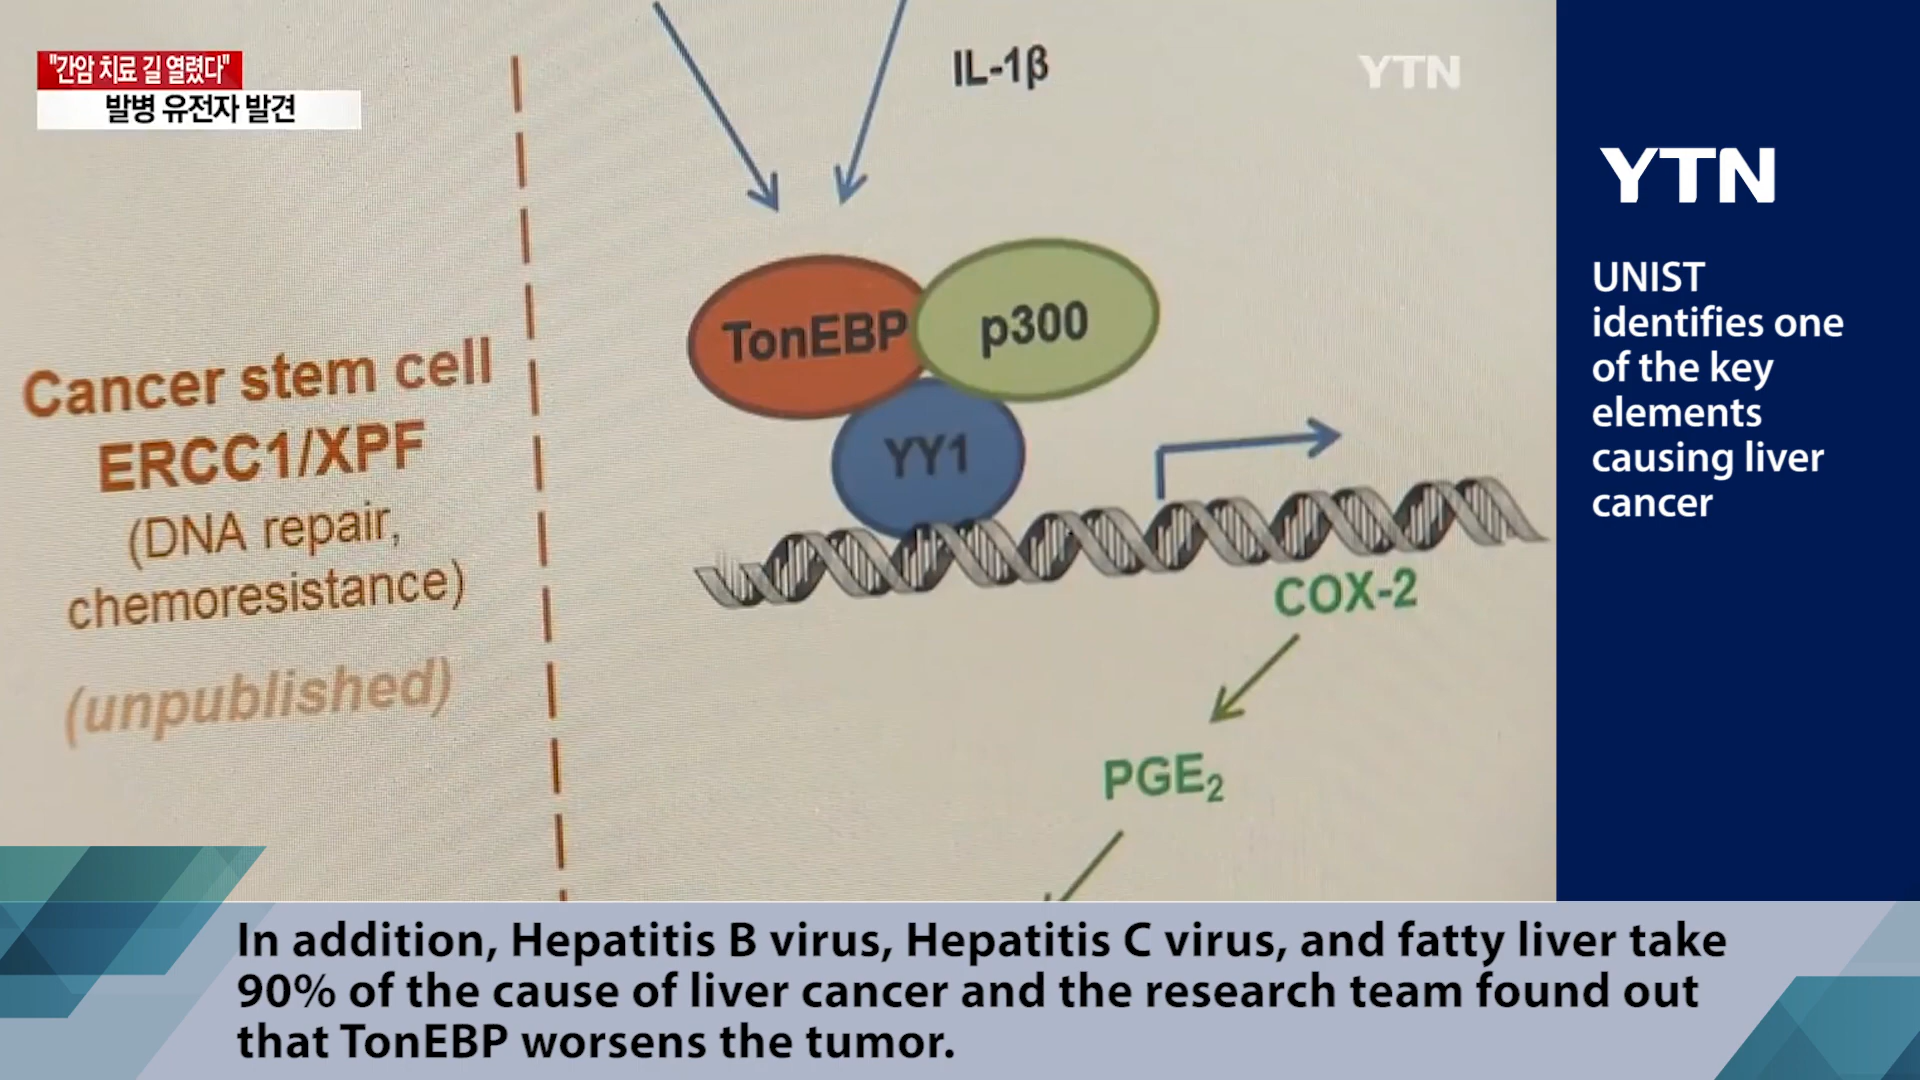 "간암 치료 길 열렸다"
발병 유전자 발견
IL-1β
YTN
TonEBP
p300
YY1
Cancer stem cell
ERCC1/XPF
(DNA repair,
chemoresistance)
(unpublished)
COX-2
PGE₂
YTN
UNIST
identifies one
of the key
elements
causing liver
cancer
In addition, Hepatitis B virus, Hepatitis C virus, and fatty liver take
90% of the cause of liver cancer and the research team found out
that TonEBP worsens the tumor.